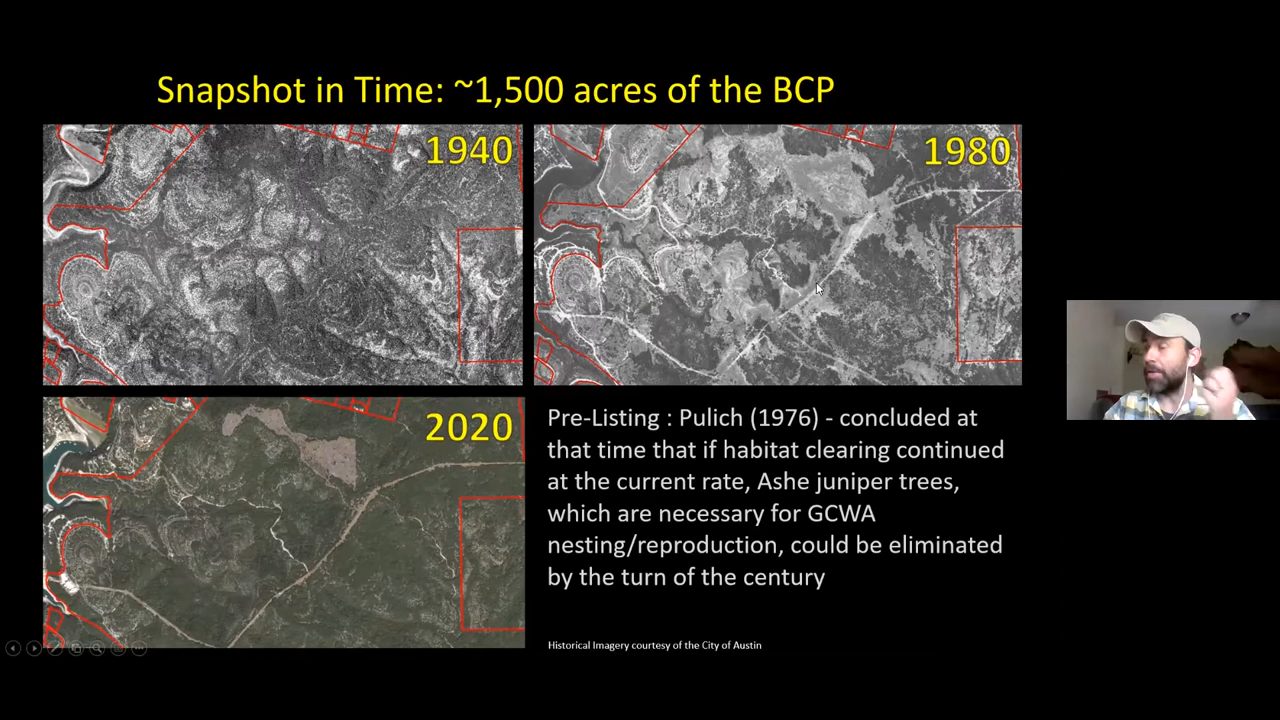 Snapshot in Time: ~1,500 acres of the BCP
1940
1980
2020
Pre-Listing : Pulich (1976) - concluded at
that time that if habitat clearing continued
at the current rate, Ashe juniper trees,
which are necessary for GCWA
nesting/reproduction, could be eliminated
by the turn of the century
Historical Imagery courtesy of the City of Austin